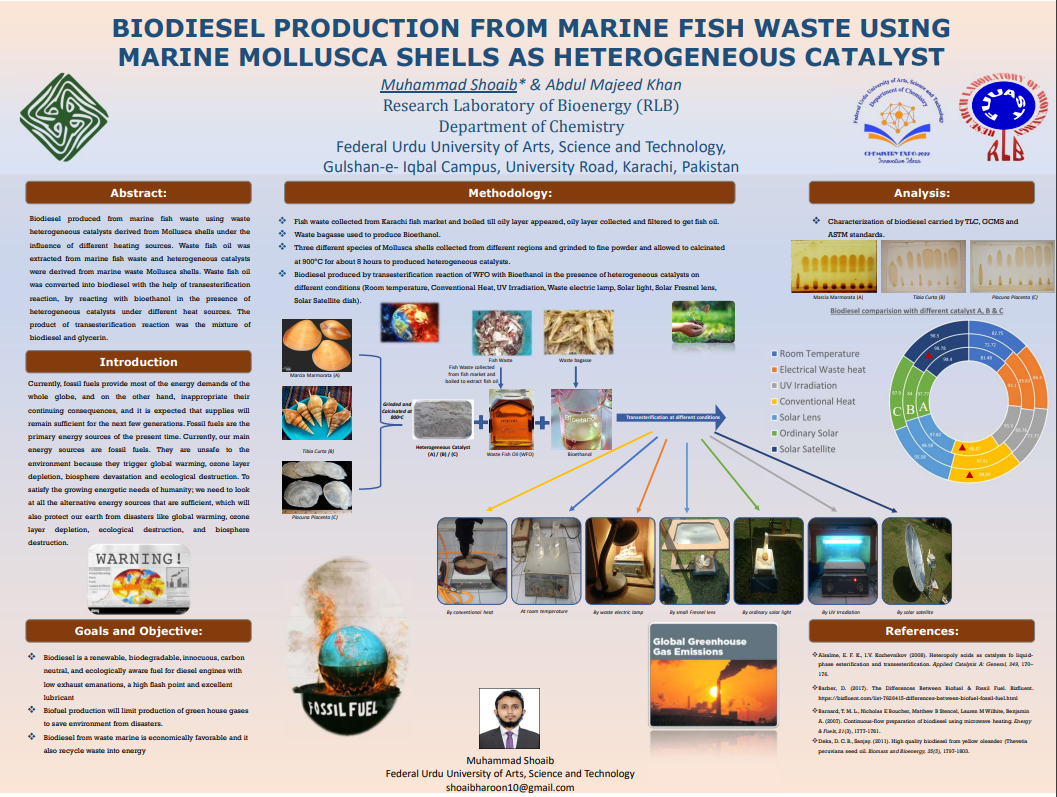 BIODIESEL PRODUCTION FROM MARINE FISH WASTE USING
MARINE MOLLUSCA SHELLS AS HETEROGENEOUS CATALYST
Muhammad Shoaib* & Abdul Majeed Khan
Research Laboratory of Bioenergy (RLB)
Department of Chemistry
Federal Urdu University of Arts, Science and Technology,
Gulshan-e- Iqbal Campus, University Road, Karachi, Pakistan
Federal Urdu University of Arts, Science and Technology
Department of Chemistry
CHEMISTRY EXPO-2022
Innovative Ideas
RESEARCH LABORATORY OF BIOENERGY
FUUAST
RLB
Abstract:
Biodiesel produced from marine fish waste using waste
heterogeneous catalysts derived from Mollusca shells under the
influence of different heating sources. Waste fish oil was
extracted from marine fish waste and heterogeneous catalysts
were derived from marine waste Mollusca shells. Waste fish oil
was converted into biodiesel with the help of transesterification
reaction, by reacting with bioethanol in the presence of
heterogeneous catalysts under different heat sources. The
product of transesterification reaction was the mixture of
biodiesel and glycerin.
Introduction
Currently, fossil fuels provide most of the energy demands of the
whole globe, and on the other hand, inappropriate their
continuing consequences, and it is expected that supplies will
remain sufficient for the next few generations. Fossil fuels are the
primary energy sources of the present time. Currently, our main
energy sources are fossil fuels. They are unsafe to the
environment because they trigger global warming, ozone layer
depletion, biosphere devastation and ecological destruction. To
satisfy the growing energetic needs of humanity; we need to look
at all the alternative energy sources that are sufficient, which will
also protect our earth from disasters like global warming, ozone
layer depletion, ecological destruction, and biosphere
destruction.
WARNING!
Goals and Objective:
❖ Biodiesel is a renewable, biodegradable, innocuous, carbon
neutral, and ecologically aware fuel for diesel engines with
low exhaust emanations, a high flash point and excellent
lubricant
❖ Biofuel production will limit production of green house gases
to save environment from disasters.
❖ Biodiesel from waste marine is economically favorable and it
also recycle waste into energy
Methodology:
❖ Fish waste collected from Karachi fish market and boiled till oily layer appeared, oily layer collected and filtered to get fish oil.
❖ Waste bagasse used to produce Bioethanol.
❖ Three different species of Mollusca shells collected from different regions and grinded to fine powder and allowed to calcinated
at 900°C for about 8 hours to produced heterogeneous catalysts.
❖ Biodiesel produced by transesterification reaction of WFO with Bioethanol in the presence of heterogeneous catalysts on
different conditions (Room temperature, Conventional Heat, UV Irradiation, Waste electric lamp, Solar light, Solar Fresnel lens,
Solar Satellite dish).
Marcia Marmorata (A)
Tibia Curta (B)
Placuna Placenta (C)
Grinded and
Calcinated at
Fish Waste
Fish Waste collected
from fish market and
boiled to extract fish oil
Waste bagasse
Heterogeneous Catalyst
(A) / (B) / (C)
Waste Fish Oil (WFO)
Bioetanol
Bioethanol
Transesterification at different conditions
By conventional heat
At room temperature
By waste electric lamp
By small Fresnel lens
By ordinary solar light
By UV Irradiation
By solar satellite
FOSSIL FUEL
Global Greenhouse
Gas Emissions
Muhammad Shoaib
Federal Urdu University of Arts, Science and Technology
shoaibharoon10@gmail.com
Analysis:
❖ Characterization of biodiesel carried by TLC, GCMS and
ASTM standards.
Marcia Marmorata (A)
Tibia Curta (B)
Placuna Placenta (C)
Biodiesel comparision with different catalyst A, B & C
Room Temperature
Electrical Waste heat
UV Irradiation
Conventional Heat
Solar Lens
Ordinary Solar
Solar Satellite
C B A
References:
❖Alsalme, E. F. K., I.V. Kozhevnikov (2008). Heteropoly acids as catalysts fo liquid-
phase esterification and transesterification. Applied Catalysis A: General, 349, 170–
176.
❖Barber, D. (2017). The Differences Between Biofuel & Fossil Fuel. Bizfluent.
https://bizfluent.com/list-7626415-differences-between-biofuel-fossil-fuel.html
❖Barnard, T. M. L., Nicholas E Boucher, Matthew B Stencel, Lauren M Wilhite, Benjamin
A. (2007). Continuous-flow preparation of biodiesel using microwave heating. Energy
& Fuels, 21(3), 1777-1781.
❖Deka, D. C. B., Sanjay. (2011). High quality biodiesel from yellow oleander (Thevetia
peruviana seed oil. Biomass and Bioenergy, 35(5), 1797-1803.